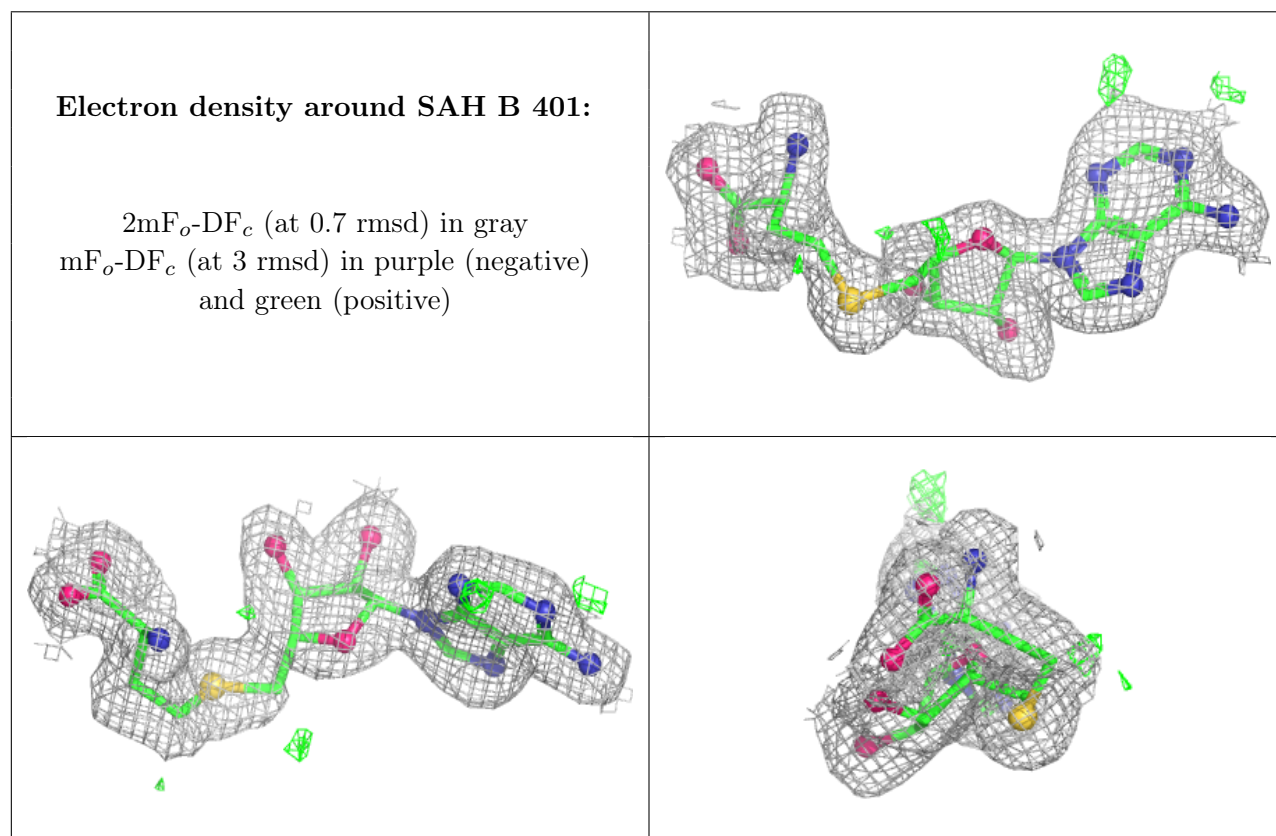 Electron density around SAH B 401:
2mFo-DFc (at 0.7 rmsd) in gray
mFo-DFc (at 3 rmsd) in purple (negative)
and green (positive)